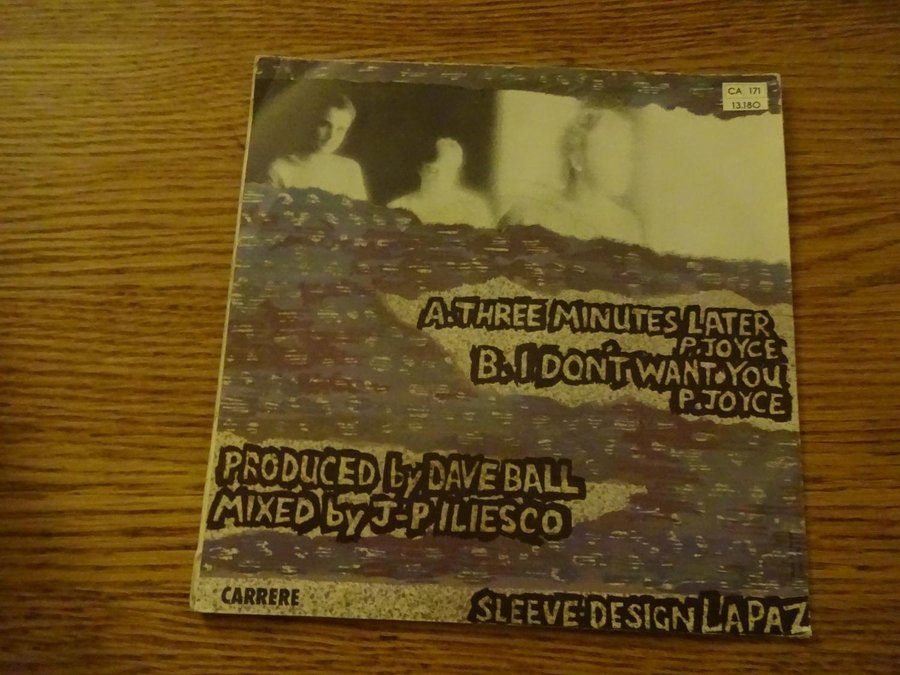 CA 171
13.180
A. THREE MINUTES LATER
P. JOYCE
B. I DON'T WANT YOU
P. JOYCE
PRODUCED by DAVE BALL
MIXED by J-P ILIESCO
CARRERE
SLEEVE-DESIGN LAPAZ